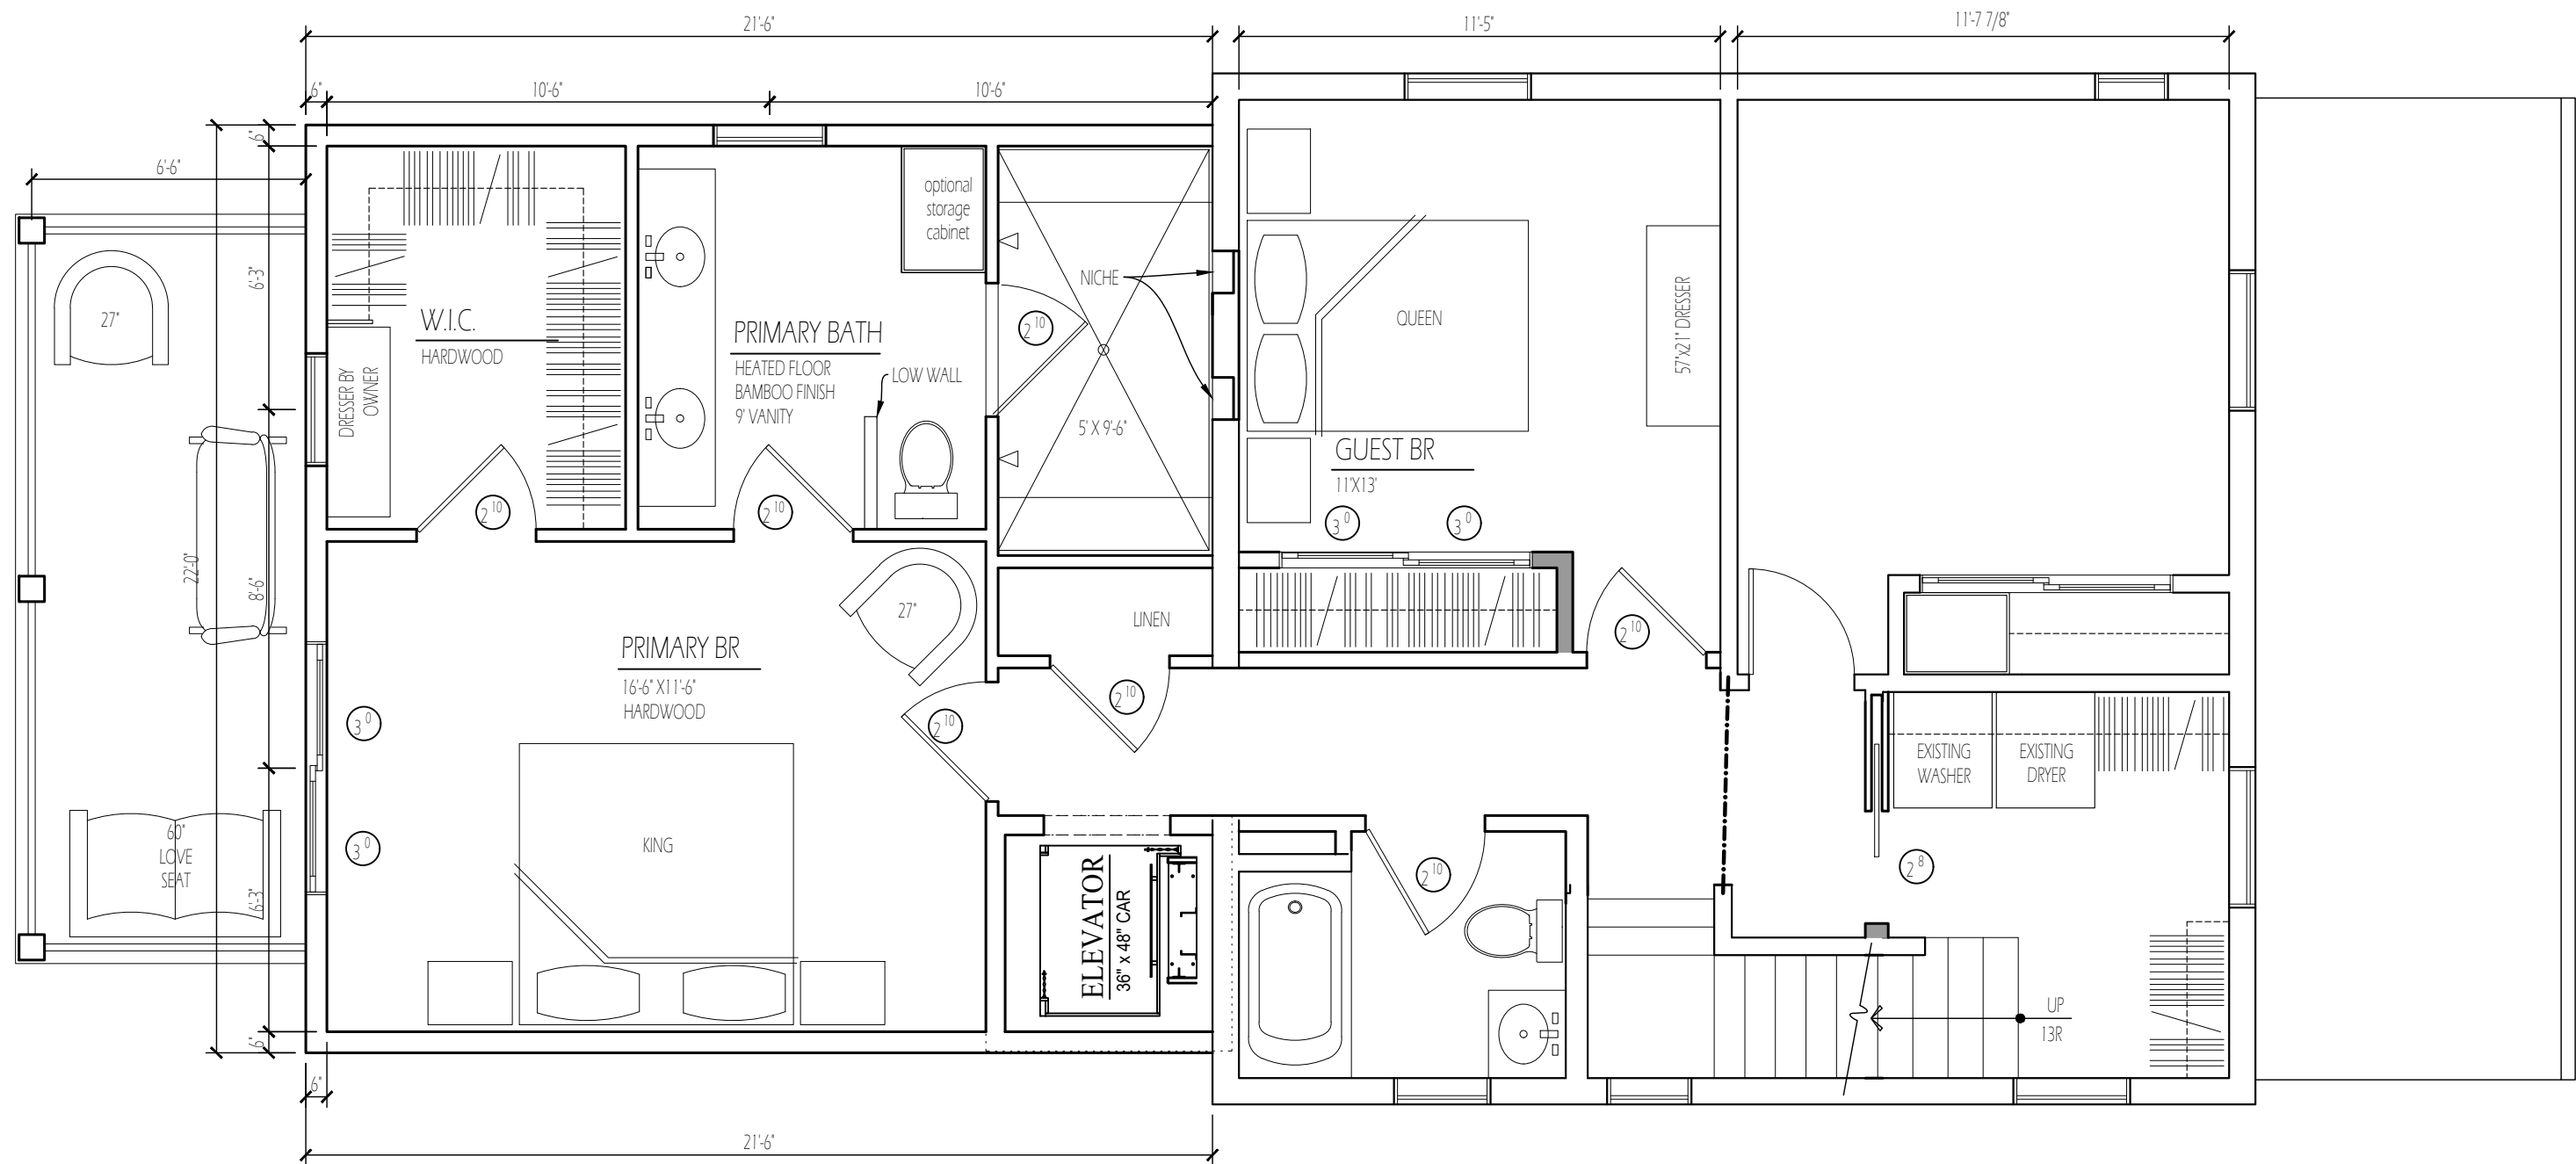 21'-6"
11'-5"
11'-7 7/8"
6"
10'-6"
10'-6"
6"
6'-6"
optional
storage
cabinet
6'-3"
NICHE
27"
W.I.C.
HARDWOOD
PRIMARY BATH
HEATED FLOOR
BAMBOO FINISH
9' VANITY
2 10
QUEEN
57"x21" DRESSER
DRESSER BY
OWNER
LOW WALL
5' X 9'-6"
GUEST BR
11'X13'
2 10
2 10
3 0
3 0
22'-0"
8'-6"
27"
LINEN
2 10
PRIMARY BR
16'-6" X11'-6"
HARDWOOD
2 10
2 10
3 0
3 0
EXISTING
WASHER
EXISTING
DRYER
60"
LOVE
SEAT
KING
6'-3"
ELEVATOR
36" x 48" CAR
2 10
2 8
UP
13R
6"
6"
21'-6"